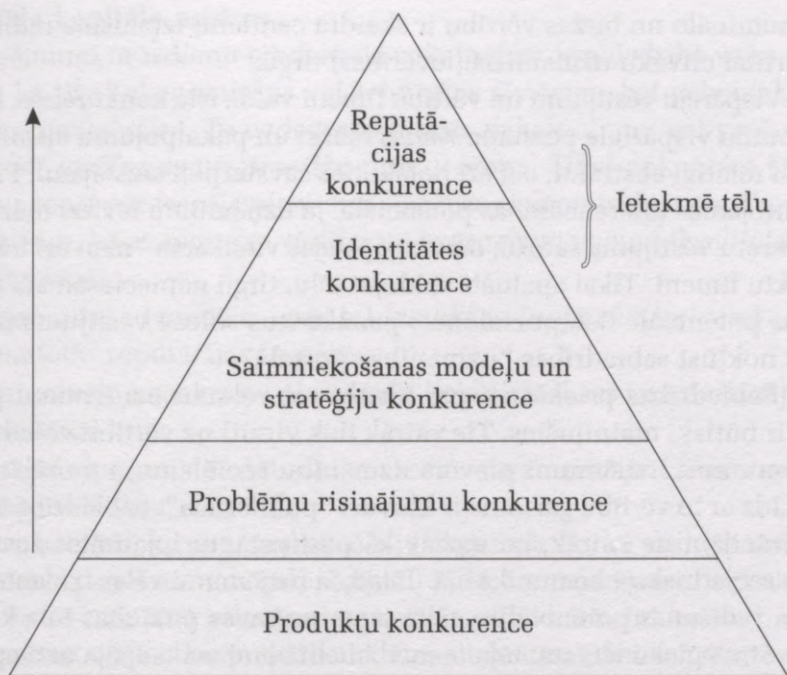 Reputā-
cijas
konkurence
Ietekmē tēlu
Identitātes
konkurence
Saimniekošanas modeļu un
stratēģiju konkurence
Problēmu risinājumu konkurence
Produktu konkurence